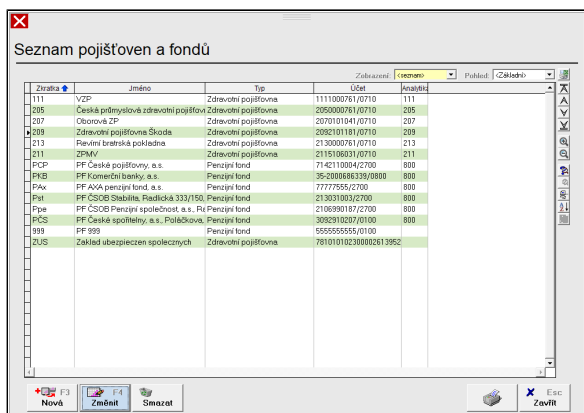 Seznam pojišťoven a fondů
Zobrazení: <seznam> Pohled: <Základní>
Zkratka Jméno Typ Účet Analytika
111 VZP Zdravotní pojišťovna 1111000761/0710 111
205 Česká průmyslová zdravotní pojišťov Zdravotní pojišťovna 2050000761/0710 205
207 Oborová ZP Zdravotní pojišťovna 2070101041/0710 207
209 Zdravotní pojišťovna Škoda Zdravotní pojišťovna 2092101181/0710 209
213 Revírní bratrská pokladna Zdravotní pojišťovna 2130000761/0710 213
211 ZPMV Zdravotní pojišťovna 2115106031/0710 211
PCP PF České pojišťovny, a.s. Penzijní fond 7142110004/2700 800
PKB PF Komerční banky, a.s. Penzijní fond 35-2000686339/0800 800
PAx PF AXA penzijní fond, a.s. Penzijní fond 77777555/2700 800
Pst PF ČSOB Stabilita, Radlická 333/150, Penzijní fond 213031003/2700 800
Ppe PF ČSOB Penzijní společnost, a.s., Ra Penzijní fond 2106990187/2700 800
PČS PF České spořitelny, a.s., Poláčkova, Penzijní fond 3092910207/0100 800
999 PF 999 Penzijní fond 5555555555/0100
ZUS Zaklad ubezpieczen spolecznych Zdravotní pojišťovna 781010102300002613952
F3 F4 Esc
Nová Změnit Smazat Zavřít